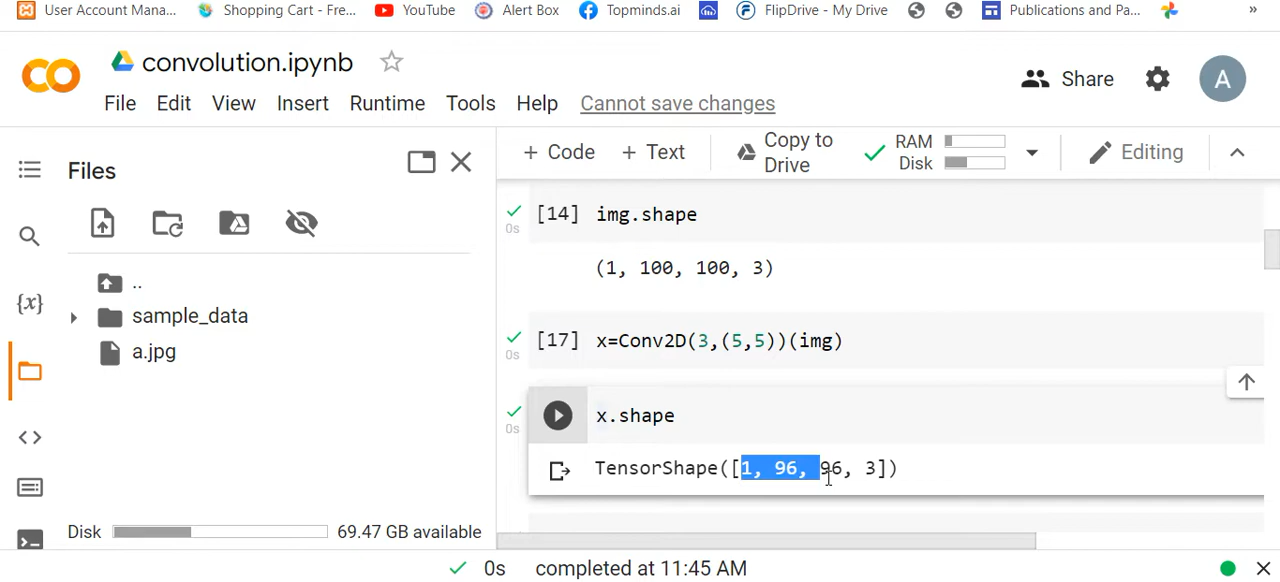 User Account Mana...
Shopping Cart - Fre...
YouTube
Alert Box
Topminds.ai
FlipDrive - My Drive
Publications and Pa...
»
convolution.ipynb
File Edit View Insert Runtime Tools Help Cannot save changes
Share
A
Files
+ Code + Text
Copy to
Drive
RAM
Disk
Editing
..
sample_data
a.jpg
{x}
<>
Disk
69.47 GB available
[14] img.shape
0s
(1, 100, 100, 3)
[17] x=Conv2D(3,(5,5))(img)
0s
x.shape
0s
TensorShape([1, 96, 96, 3])
0s completed at 11:45 AM